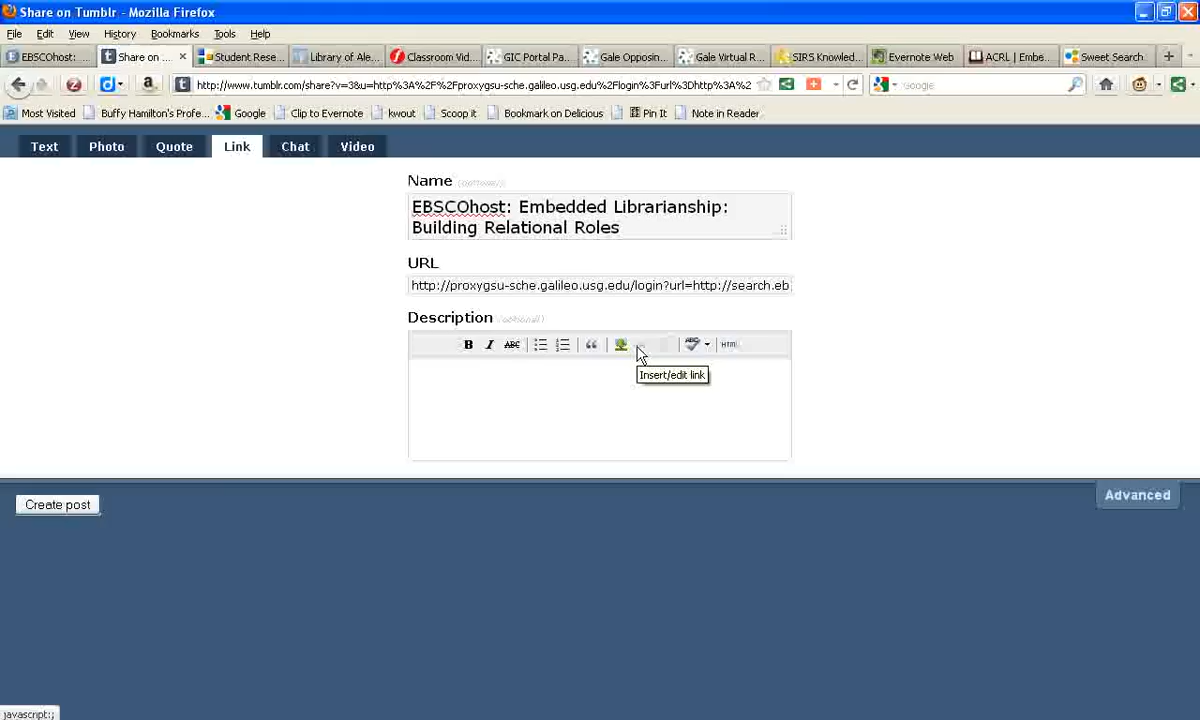 Share on Tumblr - Mozilla Firefox
File Edit View History Bookmarks Tools Help
EBSCOhost: ... Share on ... × Student Rese... Library of Ale... Classroom Vid... GIC Portal Pa... Gale Opposin... Gale Virtual R... SIRS Knowled... Evernote Web ACRL | Embe... Sweet Search
http://www.tumblr.com/share?v=3&u=http%3A%2F%2Fproxygsu-sche.galileo.usg.edu%2Flogin%3Furl%3Dhttp%3A%2 Google
Most Visited Buffy Hamilton's Profe... Google Clip to Evernote kwout Scoop it Bookmark on Delicious Pin It Note in Reader
Text Photo Quote Link Chat Video
Name (optional)
EBSCOhost: Embedded Librarianship:
Building Relational Roles
URL
http://proxygsu-sche.galileo.usg.edu/login?url=http://search.eb
Description (optional)
B I ABC ABC HTML
Insert/edit link
Create post
Advanced
javascript:;